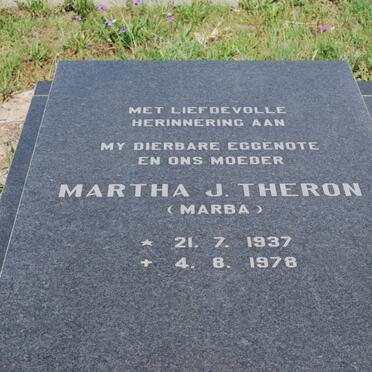 MET LIEFDEVOLLE
HERINNERING AAN
MY DIERBARE EGGENOTE
EN ONS MOEDER
MARTHA J. THERON
( MARBA )
* 21. 7. 1937
+ 4. 8. 1978